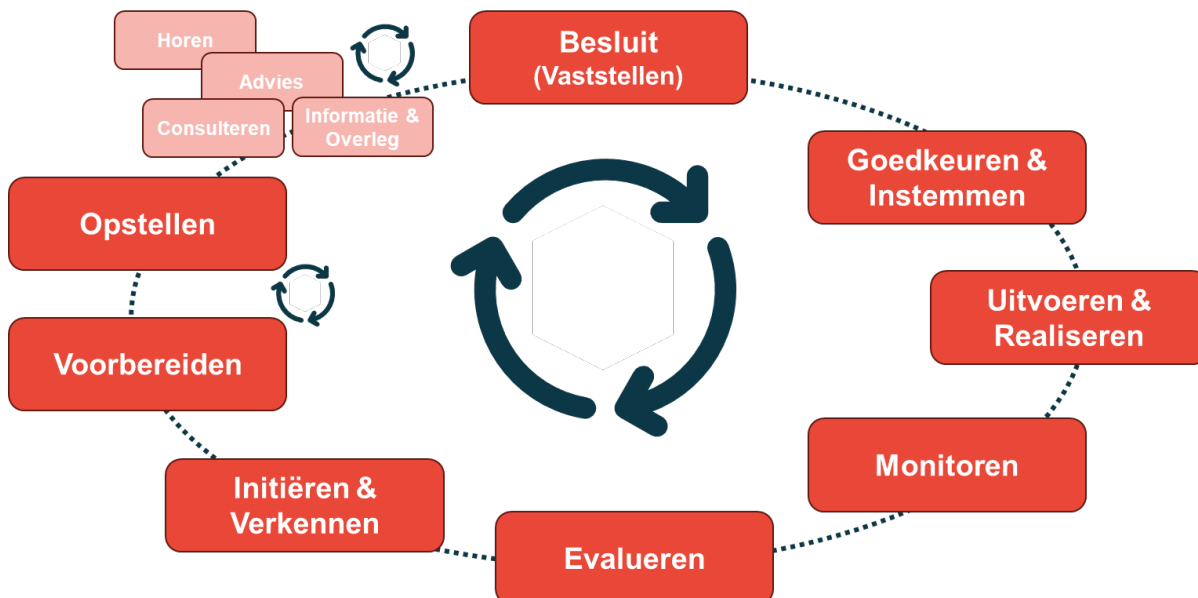 Horen
Advies
Consulteren
Informatie &
Overleg
Besluit
(Vaststellen)
Goedkeuren &
Instemmen
Opstellen
Uitvoeren &
Realiseren
Voorbereiden
Monitoren
Initiëren &
Verkennen
Evalueren